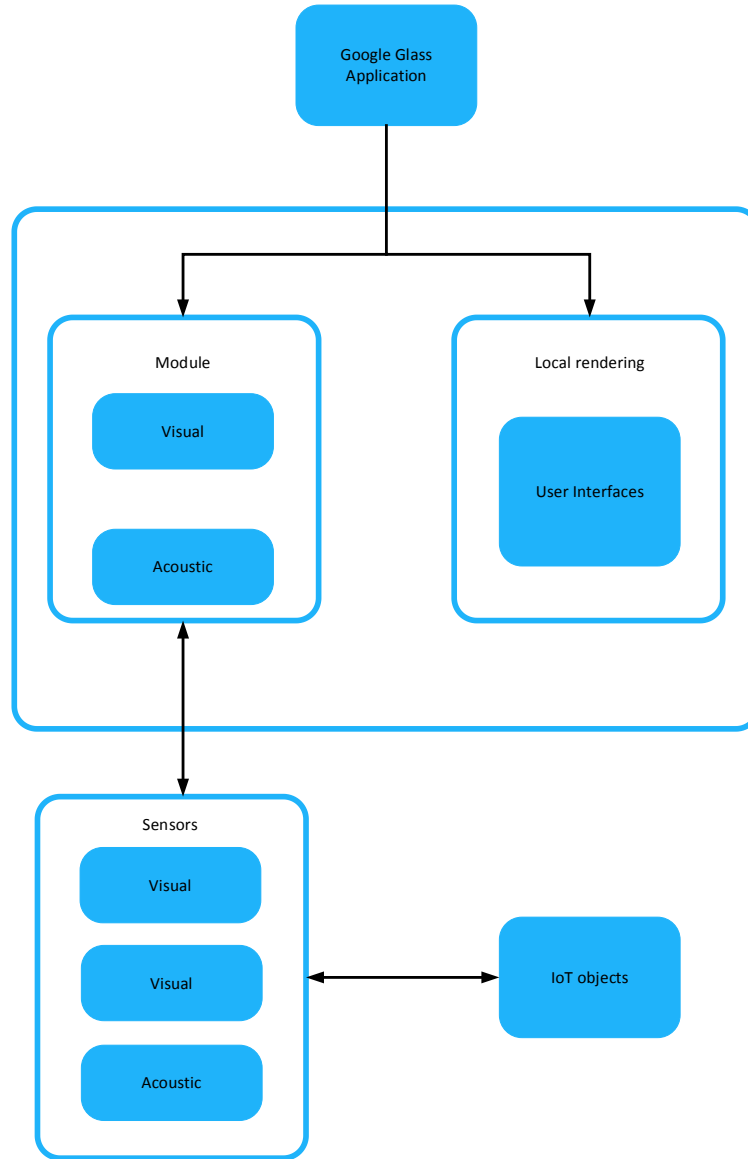 Google Glass
Application
Module
Local rendering
Visual
User Interfaces
Acoustic
Sensors
Visual
Visual
IoT objects
Acoustic